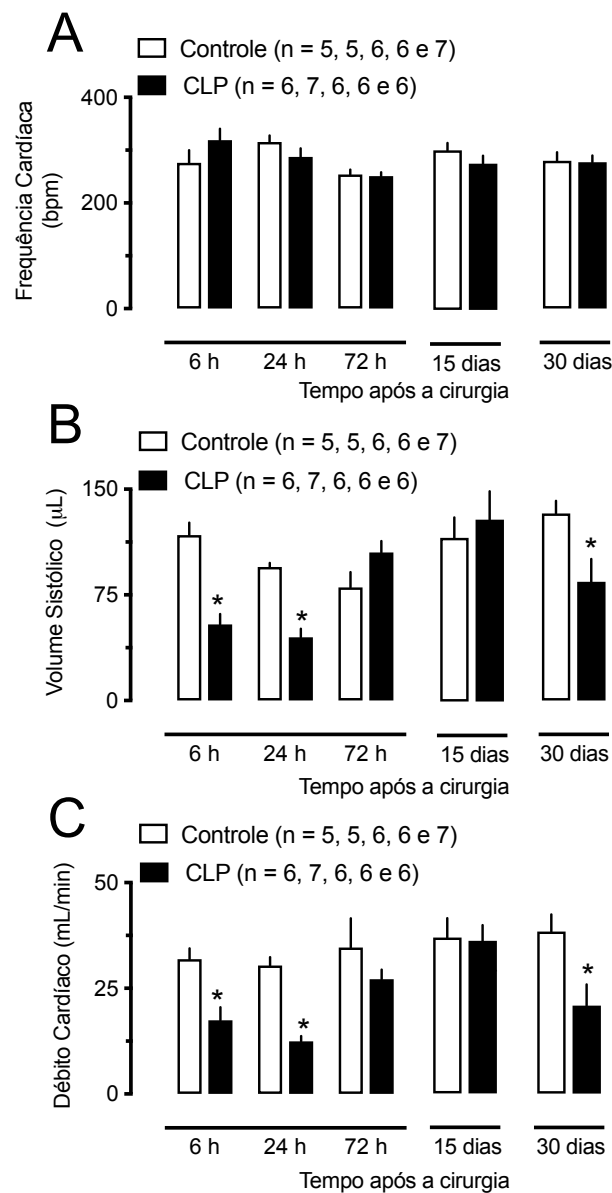 A
Controle (n = 5, 5, 6, 6 e 7)
CLP (n = 6, 7, 6, 6 e 6)
Frequência Cardíaca
(bpm)
400
200
0
6 h 24 h 72 h 15 dias 30 dias
Tempo após a cirurgia
B
Controle (n = 5, 5, 6, 6 e 7)
CLP (n = 6, 7, 6, 6 e 6)
Volume Sistólico (µL)
150
75
0
* * *
6 h 24 h 72 h 15 dias 30 dias
Tempo após a cirurgia
C
Controle (n = 5, 5, 6, 6 e 7)
CLP (n = 6, 7, 6, 6 e 6)
Débito Cardíaco (mL/min)
50
25
0
* * *
6 h 24 h 72 h 15 dias 30 dias
Tempo após a cirurgia